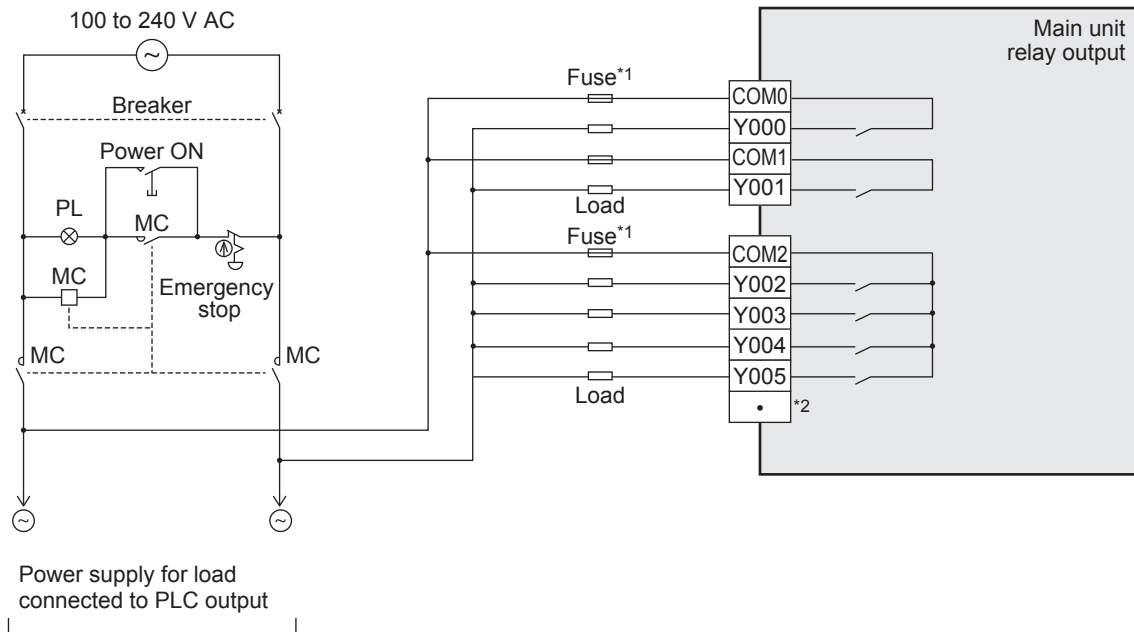 100 to 240 V AC
Breaker
Power ON
PL
MC
MC
Emergency
stop
MC
MC
Power supply for load
connected to PLC output
Fuse*1
Load
Fuse*1
Load
COM0
Y000
COM1
Y001
COM2
Y002
Y003
Y004
Y005
*2
Main unit
relay output